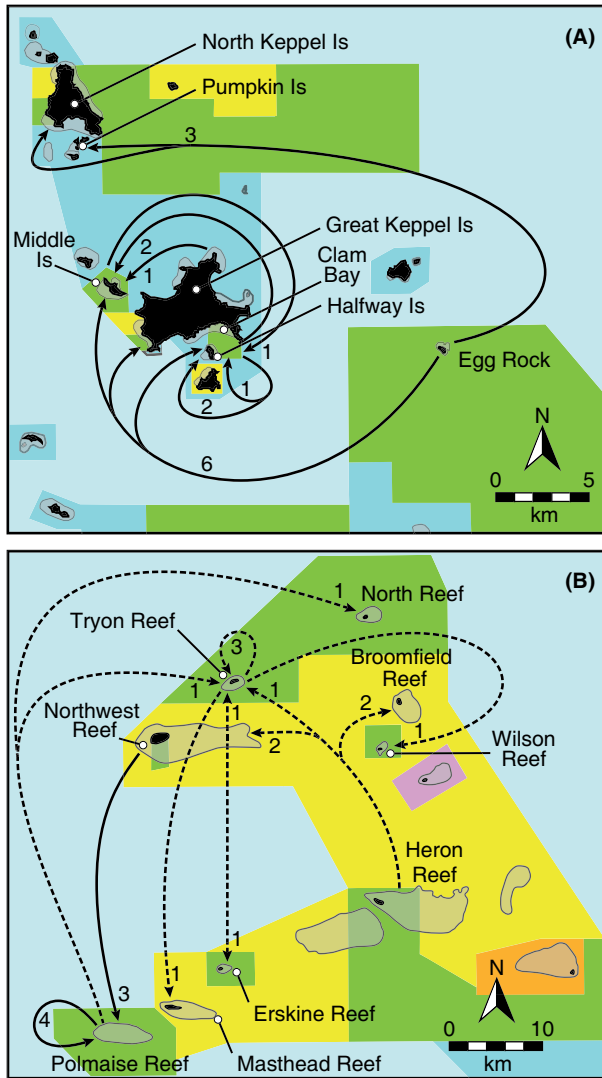 (A)
North Keppel Is
Pumpkin Is
3
Great Keppel Is
Middle
Is
2
1
Clam
Bay
Halfway Is
1
1
2
Egg Rock
6
N
0 5
km
(B)
1
North Reef
Tryon Reef
3
Broomfield
Reef
1
1
1
2
1
Northwest
Reef
2
Wilson
Reef
Heron
Reef
1
1
3
4
Erskine Reef
Polmaise Reef
Masthead Reef
N
0 10
km